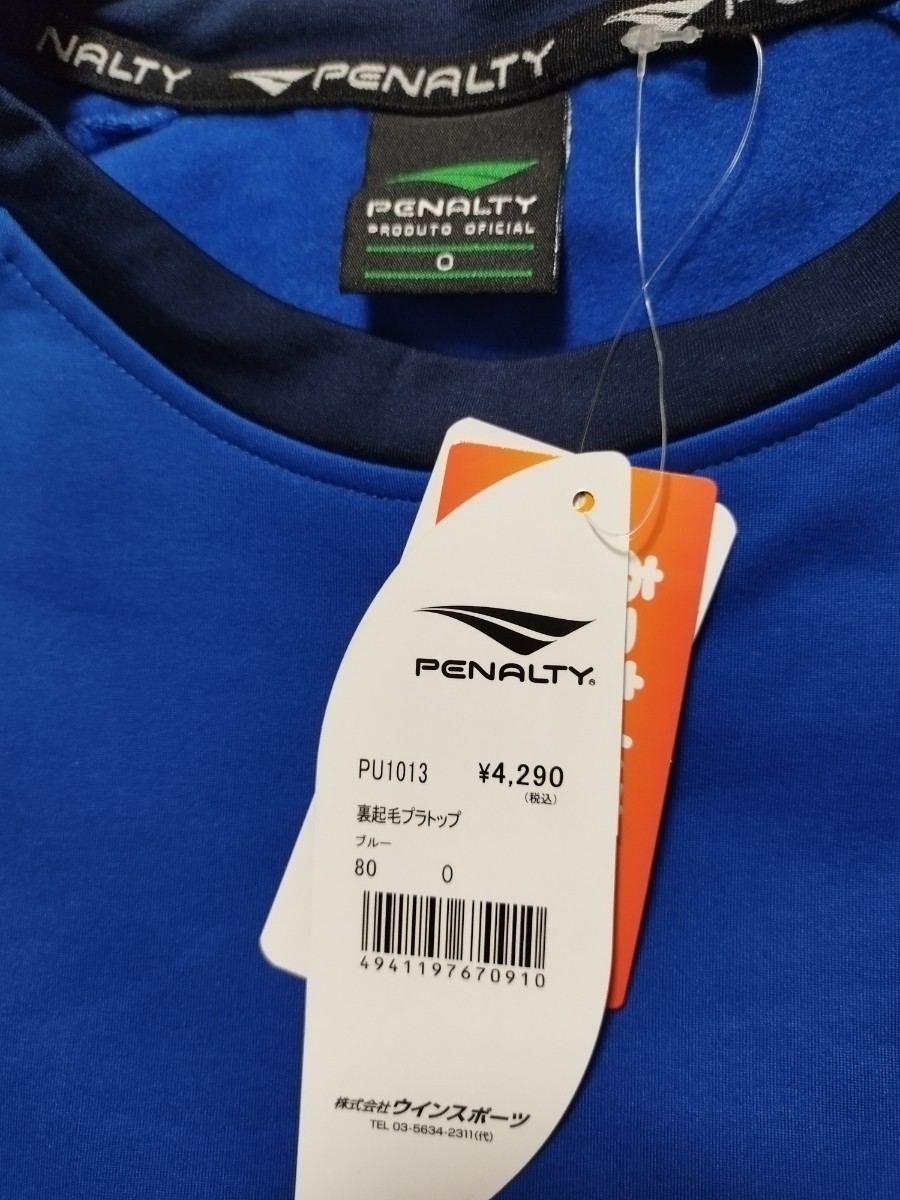 NALTY PENALTY P
PENALTY
PRODUTO OFICIAL
O
PENALTY®
PU1013 ¥4,290
(税込)
裏起毛プラトップ
ブルー
80 O
4941197670910
株式会社ウインスポーツ
TEL 03-5634-2311(代)